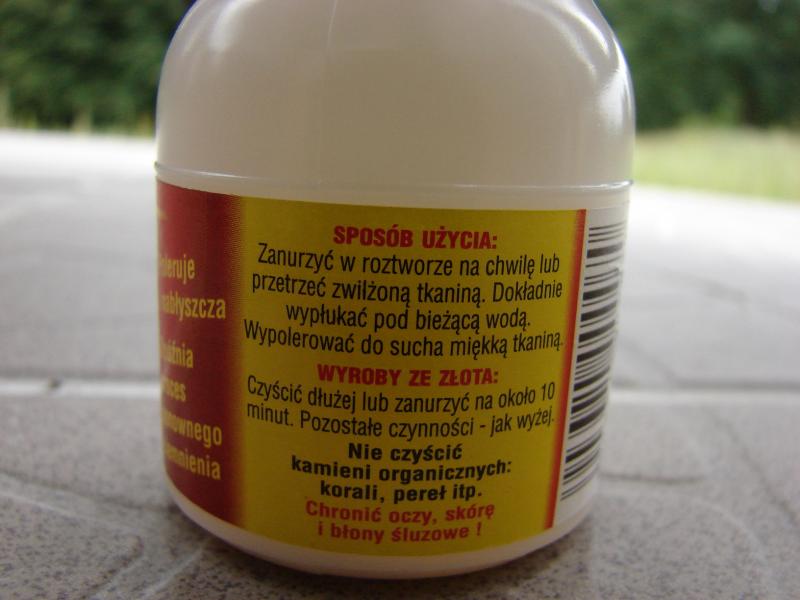 nabłyszcza
SPOSÓB UŻYCIA:
Zanurzyć w roztworze na chwilę lub
przetrzeć zwilżoną tkaniną. Dokładnie
wypłukać pod bieżącą wodą.
Wypolerować do sucha miękką tkaniną.
WYROBY ZE ZŁOTA:
Czyścić dłużej lub zanurzyć na około 10
minut. Pozostałe czynności - jak wyżej.
Nie czyścić
kamieni organicznych:
korali, pereł itp.
Chronić oczy, skórę
i błony śluzowe !